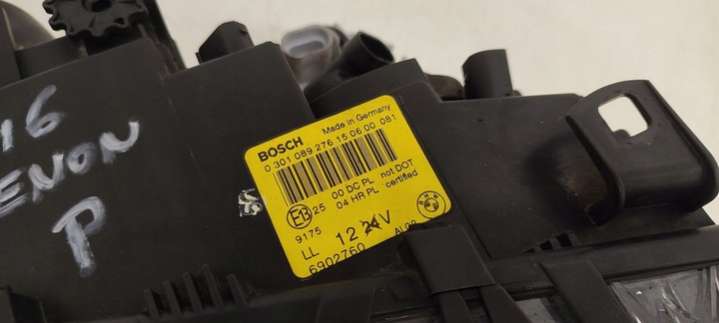 16
ENON
P
BOSCH Made in Germany
0 301 089 276 15 06 00 081
E13 25 00 DC PL not DOT
9175 04 HR PL certified
LL 12 24 V
6902760